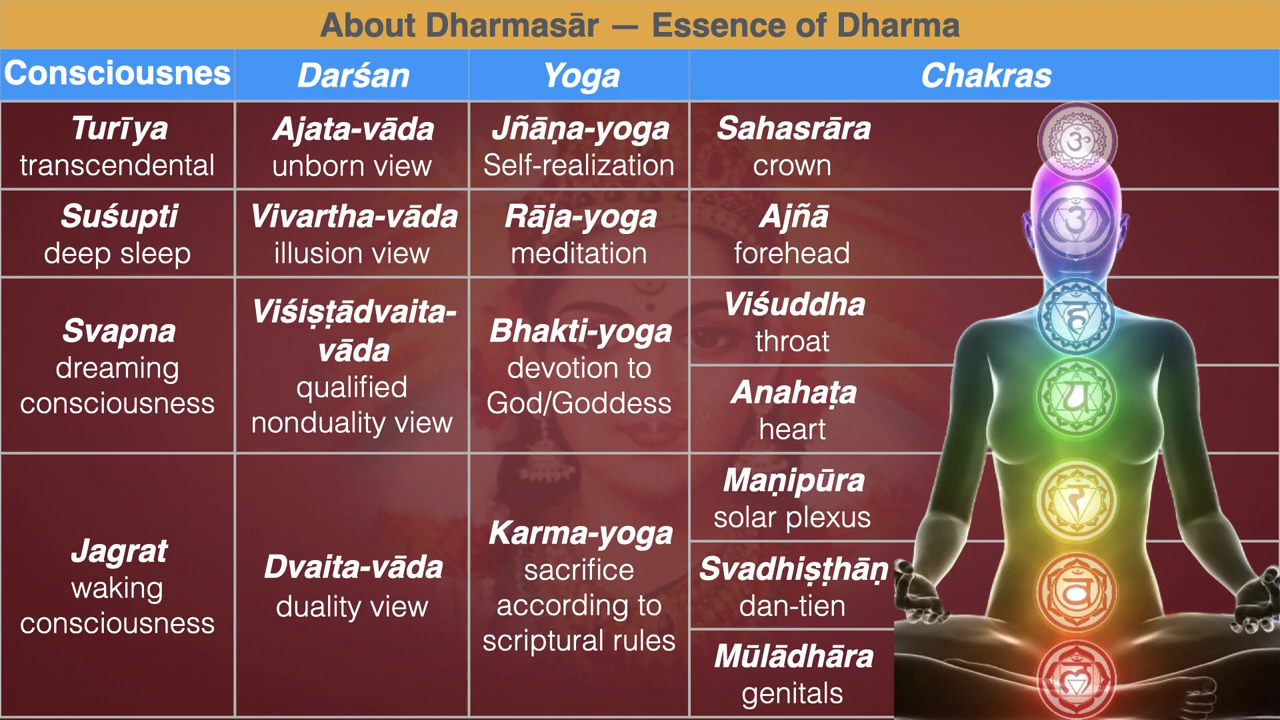 About Dharmasār — Essence of Dharma
Consciousnes
Darśan
Yoga
Chakras
Turīya
transcendental
Ajata-vāda
unborn view
Jñāṇa-yoga
Self-realization
Sahasrāra
crown
Suśupti
deep sleep
Vivartha-vāda
illusion view
Rāja-yoga
meditation
Ajñā
forehead
Svapna
dreaming
consciousness
Viśiṣṭādvaita-
vāda
qualified
nonduality view
Bhakti-yoga
devotion to
God/Goddess
Viśuddha
throat
Anahaṭa
heart
Jagrat
waking
consciousness
Dvaita-vāda
duality view
Karma-yoga
sacrifice
according to
scriptural rules
Maṇipūra
solar plexus
Svadhiṣṭhāṇ
dan-tien
Mūlādhāra
genitals